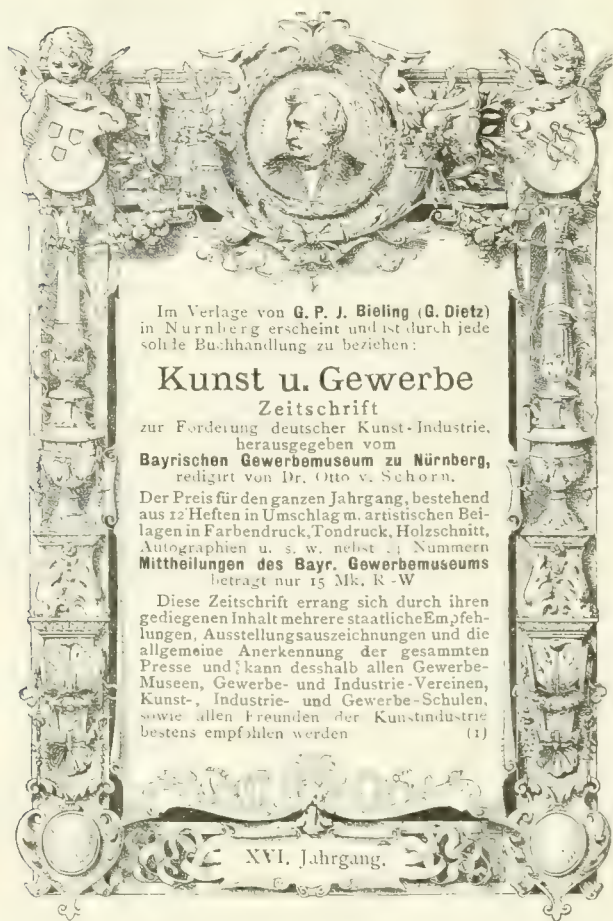 Im Verlage von G. P. J. Bieling (G. Dietz)
in Nürnberg erscheint und ist durch jede
solide Buchhandlung zu beziehen:
Kunst u. Gewerbe
Zeitschrift
zur Forderung deutscher Kunst-Industrie,
herausgegeben vom
Bayrischen Gewerbemuseum zu Nürnberg,
redigirt von Dr. Otto v. Schorn.
Der Preis für den ganzen Jahrgang, bestehend
aus 12 Heften in Umschlag m. artistischen Bei-
lagen in Farbendruck, Tondruck, Holzschnitt,
Autographien u. s. w. nebst Nummern
Mittheilungen des Bayr. Gewerbemuseums
betragt nur 15 Mk. R.-W
Diese Zeitschrift errang sich durch ihren
gediegenen Inhalt mehrere staatliche Empfeh-
lungen, Ausstellungsauszeichnungen und die
allgemeine Anerkennung der gesammten
Presse und kann desshalb allen Gewerbe-
Museen, Gewerbe- und Industrie-Vereinen,
Kunst-, Industrie- und Gewerbe-Schulen,
sowie allen Freunden der Kunstindustrie
bestens empfohlen werden (1)
XVI. Jahrgang.